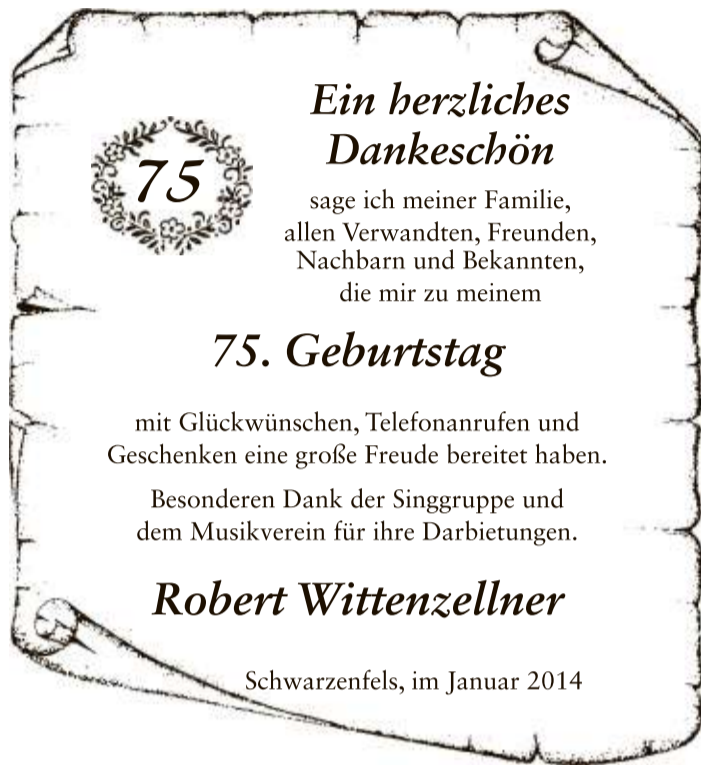 75
Ein herzliches
Dankeschön
sage ich meiner Familie,
allen Verwandten, Freunden,
Nachbarn und Bekannten,
die mir zu meinem
75. Geburtstag
mit Glückwünschen, Telefonanrufen und
Geschenken eine große Freude bereitet haben.
Besonderen Dank der Singgruppe und
dem Musikverein für ihre Darbietungen.
Robert Wittenzellner
Schwarzenfels, im Januar 2014